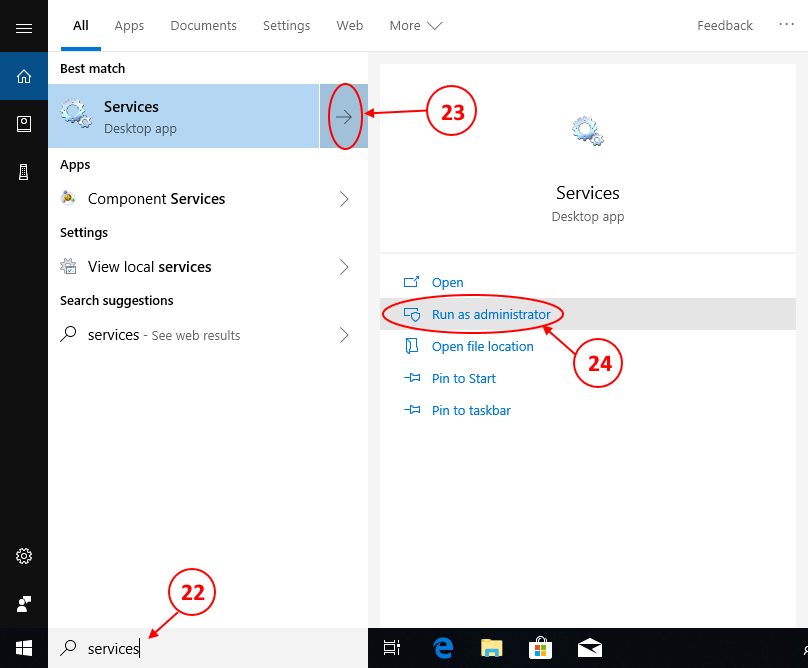 All Apps Documents Settings Web More Feedback ...
Best match
Services
Desktop app
23
Apps
Component Services
Settings
View local services
Search suggestions
services - See web results
Services
Desktop app
Open
Run as administrator
Open file location
24
Pin to Start
Pin to taskbar
22
services